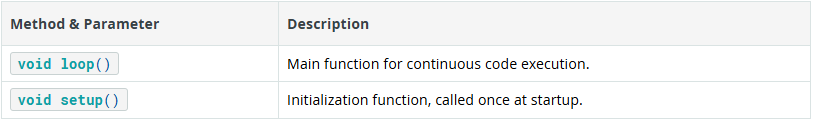 Method & Parameter Description
void loop() Main function for continuous code execution.
void setup() Initialization function, called once at startup.